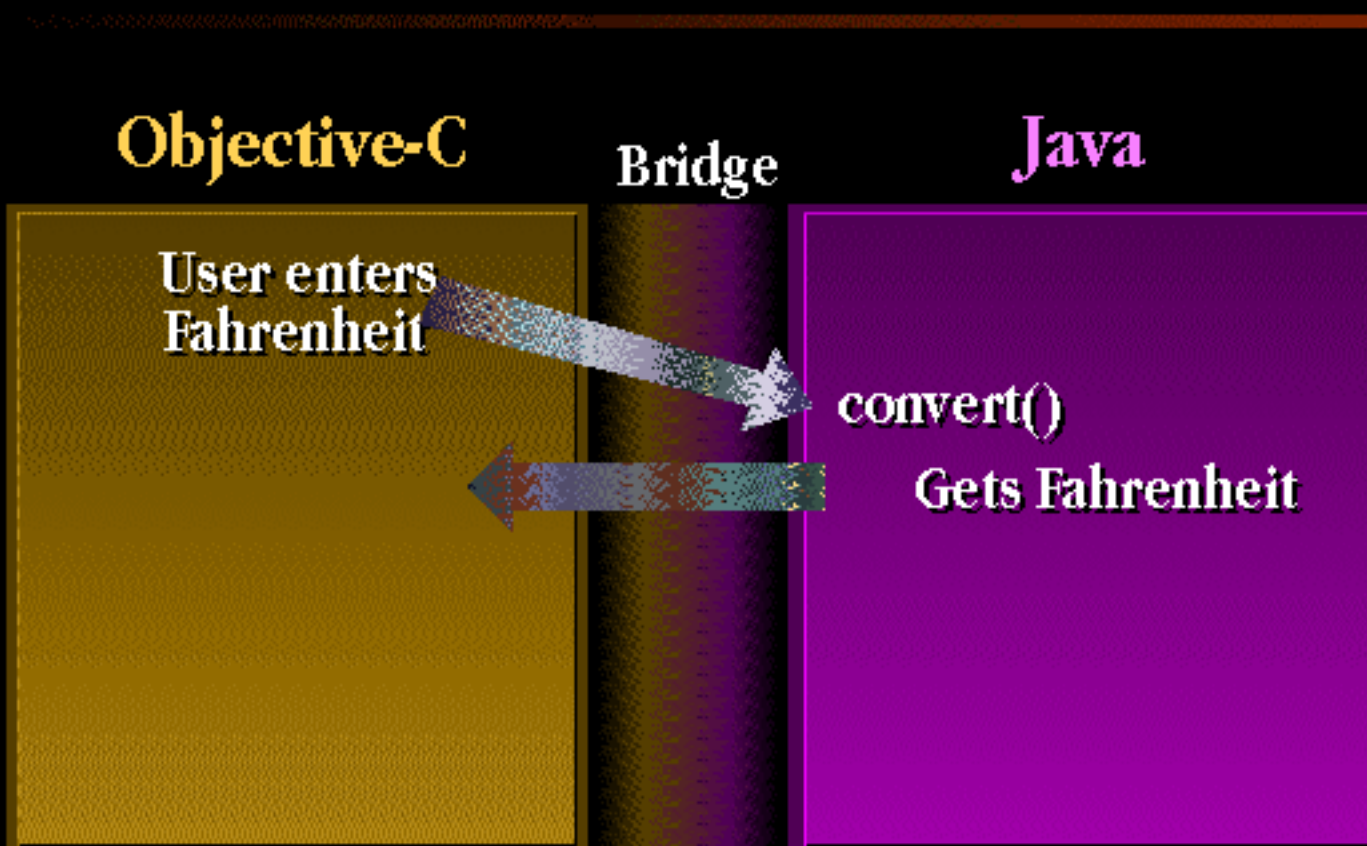 Objective-C
Bridge
Java
User enters
Fahrenheit
convert()
Gets Fahrenheit